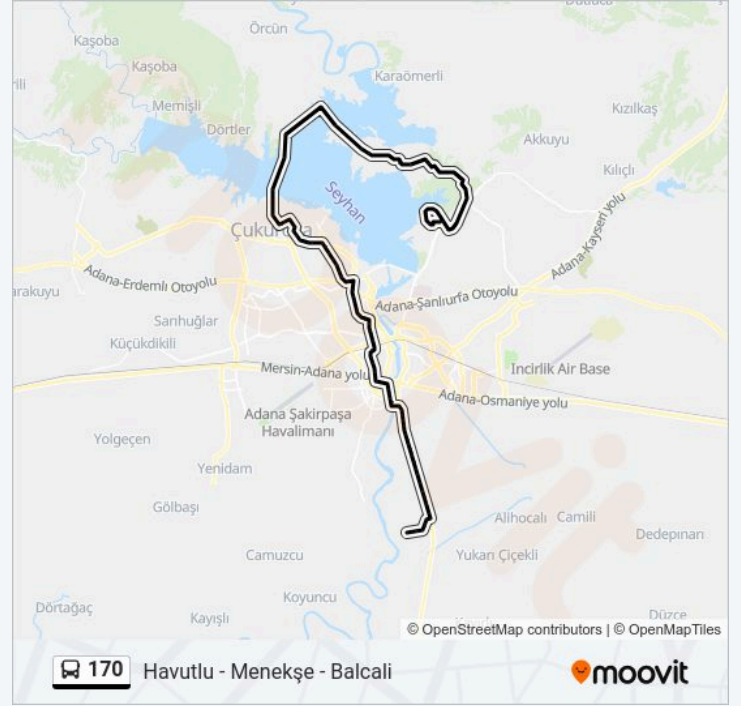 Örcün
Kaşoba
Kaşoba
Karaömerli
Memişli
Kızılkaş
Dörtler
Akkuyu
Kılıçlı
Seyhan
Adana-Kayseri yolu
Adana-Erdemli Otoyolu
Adana-Şanlıurfa Otoyolu
Sarıhuğlar
Küçükdikili
Mersin-Adana yolu
Incirlik Air Base
Adana-Osmaniye yolu
Adana Şakirpaşa
Havalimanı
Yolgeçen
Yenidam
Gölbaşı
Alihocalı
Camili
Dedepınarı
Camuzcu
Yukarı Çiçekli
Koyuncu
Dörtağaç
Kayışlı
Düzce
© OpenStreetMap contributors | © OpenMapTiles
170
Havutlu - Menekşe - Balcali
moovit